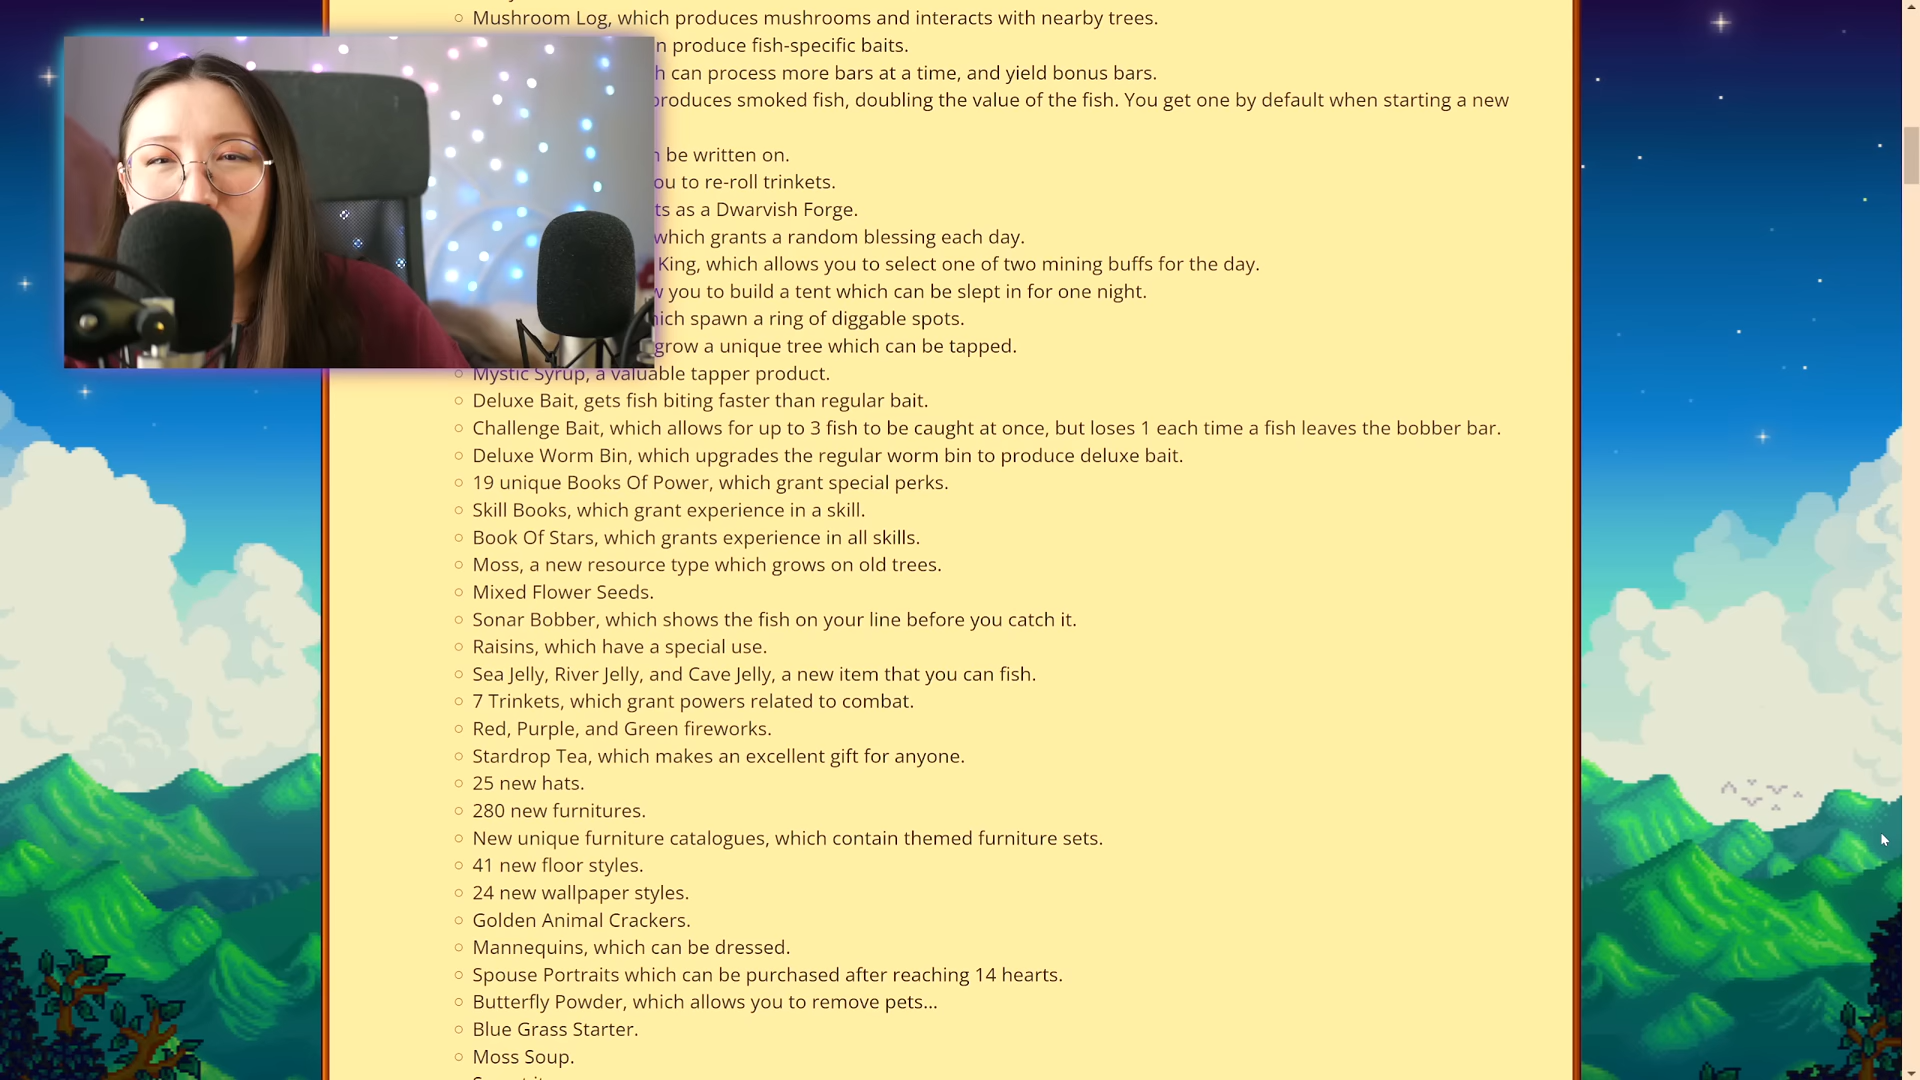 Mushroom Log, which produces mushrooms and interacts with nearby trees.
produce fish-specific baits.
can process more bars at a time, and yield bonus bars.
produces smoked fish, doubling the value of the fish. You get one by default when starting a new
be written on.
to re-roll trinkets.
as a Dwarvish Forge.
which grants a random blessing each day.
King, which allows you to select one of two mining buffs for the day.
you to build a tent which can be slept in for one night.
spawn a ring of diggable spots.
grow a unique tree which can be tapped.
Mystic Syrup, a valuable tapper product.
Deluxe Bait, gets fish biting faster than regular bait.
Challenge Bait, which allows for up to 3 fish to be caught at once, but loses 1 each time a fish leaves the bobber bar.
Deluxe Worm Bin, which upgrades the regular worm bin to produce deluxe bait.
19 unique Books Of Power, which grant special perks.
Skill Books, which grant experience in a skill.
Book Of Stars, which grants experience in all skills.
Moss, a new resource type which grows on old trees.
Mixed Flower Seeds.
Sonar Bobber, which shows the fish on your line before you catch it.
Raisins, which have a special use.
Sea Jelly, River Jelly, and Cave Jelly, a new item that you can fish.
7 Trinkets, which grant powers related to combat.
Red, Purple, and Green fireworks.
Stardrop Tea, which makes an excellent gift for anyone.
25 new hats.
280 new furnitures.
New unique furniture catalogues, which contain themed furniture sets.
41 new floor styles.
24 new wallpaper styles.
Golden Animal Crackers.
Mannequins, which can be dressed.
Spouse Portraits which can be purchased after reaching 14 hearts.
Butterfly Powder, which allows you to remove pets...
Blue Grass Starter.
Moss Soup.